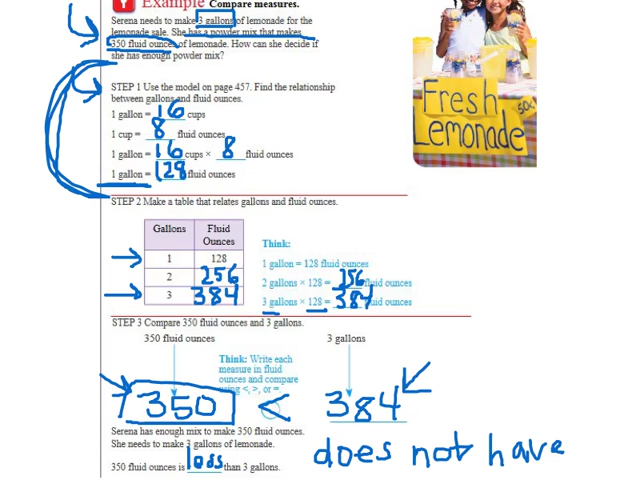 Example Compare measures.
Serena needs to make 3 gallons of lemonade for the
lemonade sale. She has a powder mix that makes
350 fluid ounces of lemonade. How can she decide if
she has enough powder mix?
STEP 1 Use the model on page 457. Find the relationship
between gallons and fluid ounces.
1 gallon = 16 cups
1 cup = 8 fluid ounces
1 gallon = 16 cups × 8 fluid ounces
1 gallon = 128 fluid ounces
Fresh 50¢
Lemonade
STEP 2 Make a table that relates gallons and fluid ounces.
Gallons Fluid Ounces
1 128
2 256
3 384
Think:
1 gallon = 128 fluid ounces
2 gallons × 128 = 256 fluid ounces
3 gallons × 128 = 384 fluid ounces
STEP 3 Compare 350 fluid ounces and 3 gallons.
350 fluid ounces 3 gallons
Think: Write each
measure in fluid
ounces and compare
using <, >, or =.
350 < 384
Serena has enough mix to make 350 fluid ounces.
She needs to make 3 gallons of lemonade.
does not have
350 fluid ounces is less than 3 gallons.